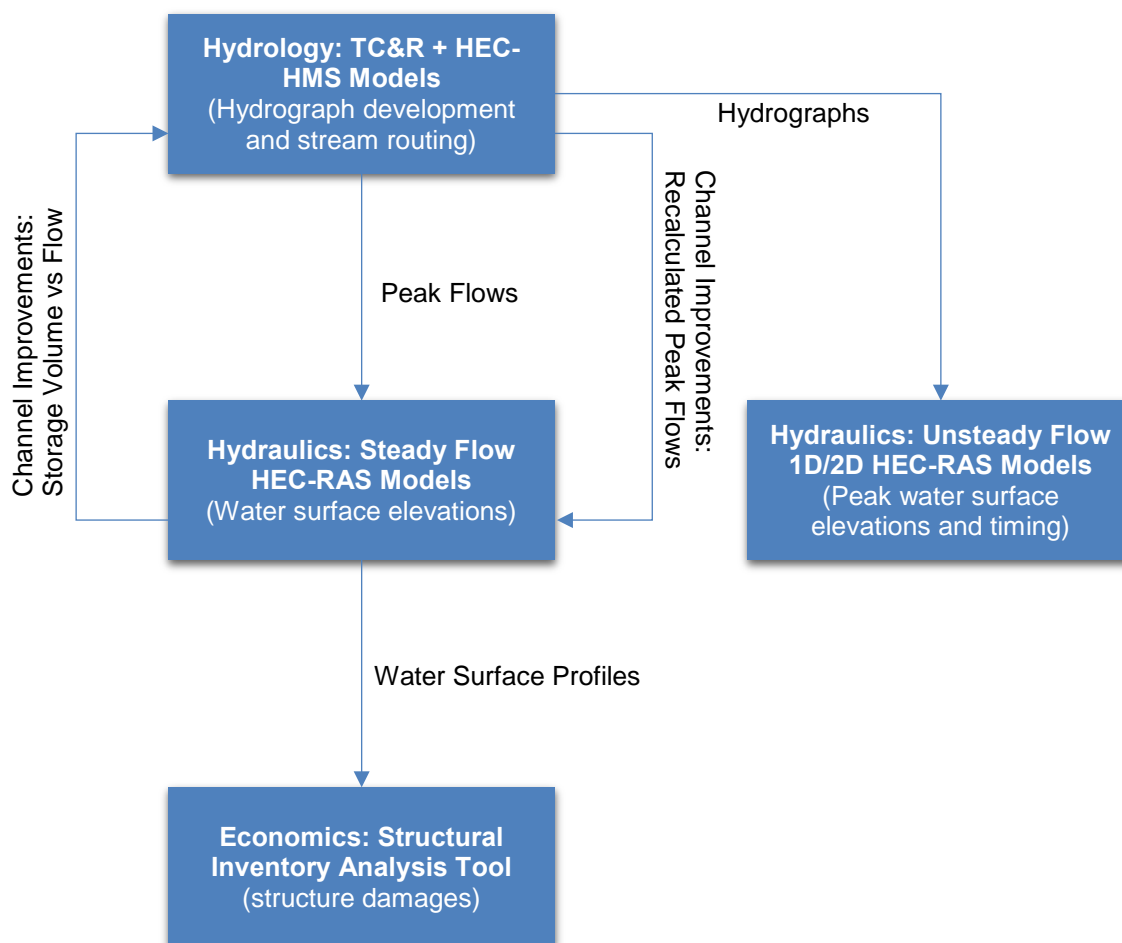 Hydrology: TC&R + HEC-
HMS Models
(Hydrograph development
and stream routing)
Hydrographs
Channel Improvements:
Storage Volume vs Flow
Peak Flows
Channel Improvements:
Recalculated Peak Flows
Hydraulics: Steady Flow
HEC-RAS Models
(Water surface elevations)
Hydraulics: Unsteady Flow
1D/2D HEC-RAS Models
(Peak water surface
elevations and timing)
Water Surface Profiles
Economics: Structural
Inventory Analysis Tool
(structure damages)